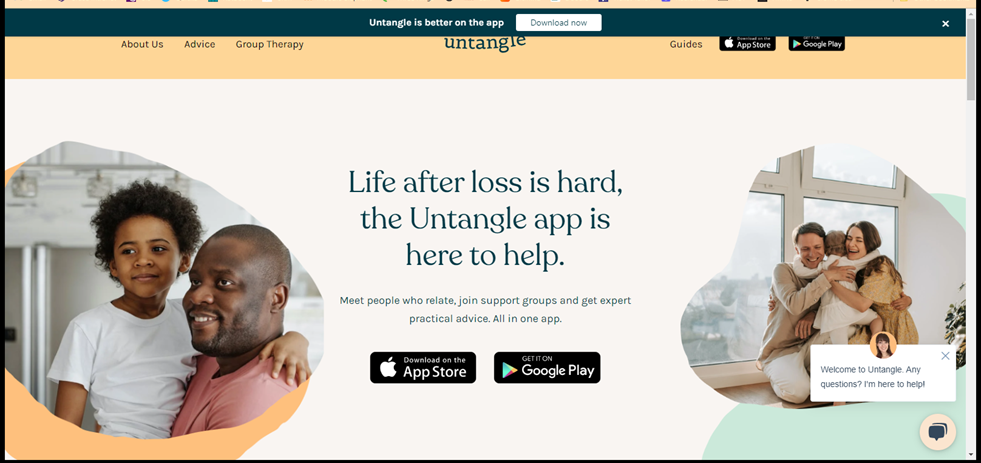 Untangle is better on the app
Download now
About Us
Advice
Group Therapy
untangle
Guides
Download on the
App Store
GET IT ON
Google Play
Life after loss is hard,
the Untangle app is
here to help.
Meet people who relate, join support groups and get expert
practical advice. All in one app.
Download on the
App Store
GET IT ON
Google Play
Welcome to Untangle. Any
questions? I'm here to help!